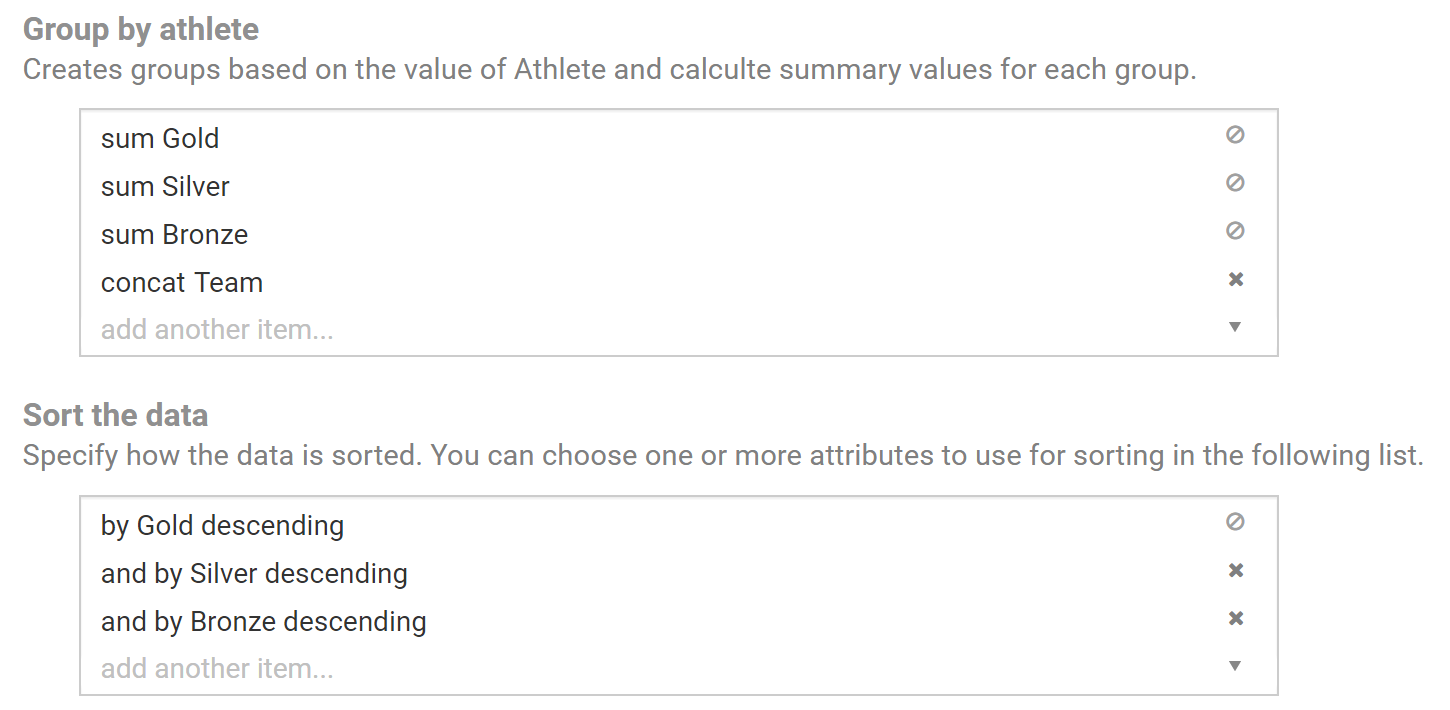 Group by athlete
Creates groups based on the value of Athlete and calculte summary values for each group.
sum Gold
sum Silver
sum Bronze
concat Team
add another item...
Sort the data
Specify how the data is sorted. You can choose one or more attributes to use for sorting in the following list.
by Gold descending
and by Silver descending
and by Bronze descending
add another item...